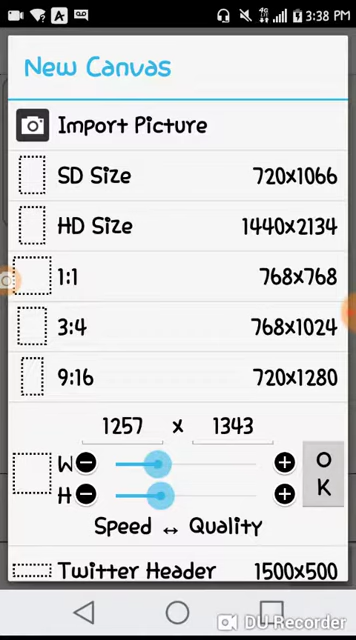 A 4G 3:38 PM
New Canvas
Import Picture
SD Size 720x1066
HD Size 1440x2134
1:1 768x768
3:4 768x1024
9:16 720x1280
1257 x 1343
W
H
O
K
Speed ↔ Quality
Twitter Header 1500x500
DU Recorder